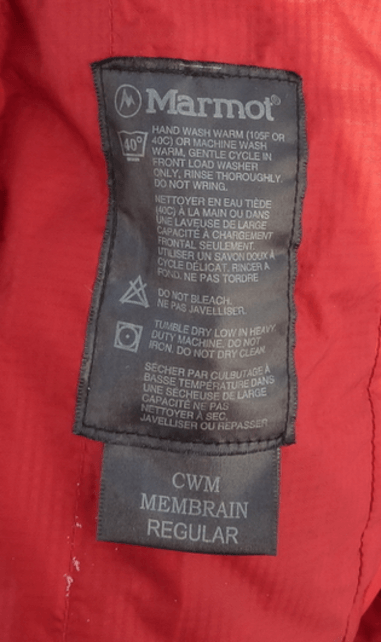 Marmot®
40°
HAND WASH WARM (105F OR
40C) OR MACHINE WASH
WARM, GENTLE CYCLE IN
FRONT LOAD WASHER
ONLY, RINSE THOROUGHLY.
DO NOT WRING.
NETTOYER EN EAU TIÈDE
(40C) À LA MAIN OU DANS
UNE LAVEUSE DE LARGE
CAPACITÉ À CHARGEMENT
FRONTAL SEULEMENT.
UTILISER UN SAVON DOUX À
CYCLE DÉLICAT, RINCER À
FOND, NE PAS TORDRE
DO NOT BLEACH.
NE PAS JAVELLISER.
TUMBLE DRY LOW IN HEAVY
DUTY MACHINE, DO NOT
IRON. DO NOT DRY CLEAN
SÉCHER PAR CULBUTAGE À
BASSE TEMPÉRATURE DANS
UNE SÉCHEUSE DE LARGE
CAPACITÉ NE PAS
NETTOYER À SEC,
JAVELLISER OU REPASSER
CWM
MEMBRAIN
REGULAR